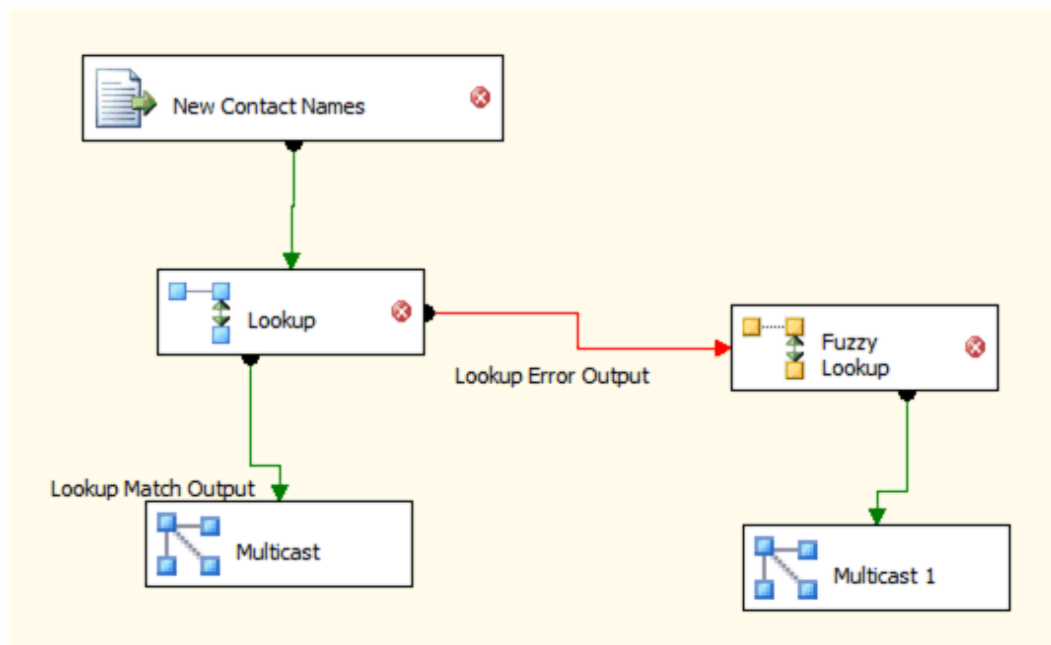 New Contact Names
Lookup
Lookup Error Output
Fuzzy
Lookup
Lookup Match Output
Multicast
Multicast 1